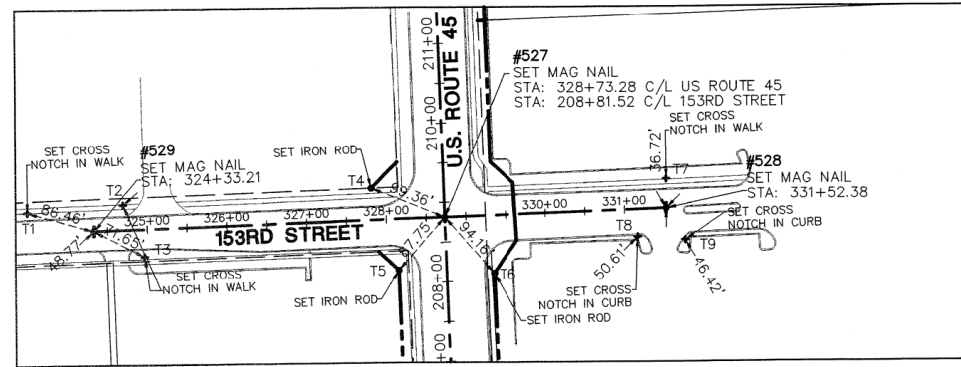 #527
SET MAG NAIL
STA: 328+73.28 C/L US ROUTE 45
STA: 208+81.52 C/L 153RD STREET
U.S. ROUTE 45
211+00
210+00
208+00
SET CROSS
NOTCH IN WALK
#529
SET MAG NAIL
STA: 324+33.21
SET IRON ROD
SET CROSS
NOTCH IN WALK
36.72'
T7
#528
SET MAG NAIL
STA: 331+52.38
T1
86.46'
T2
T4
99.36'
48.77'
T3
325+00
326+00
327+00
328+00
330+00
331+00
153RD STREET
94.16'
SET CROSS
NOTCH IN WALK
T5
SET IRON ROD
T6
SET IRON ROD
T8
50.61'
SET CROSS
NOTCH IN CURB
SET CROSS
NOTCH IN CURB
T9
46.42'